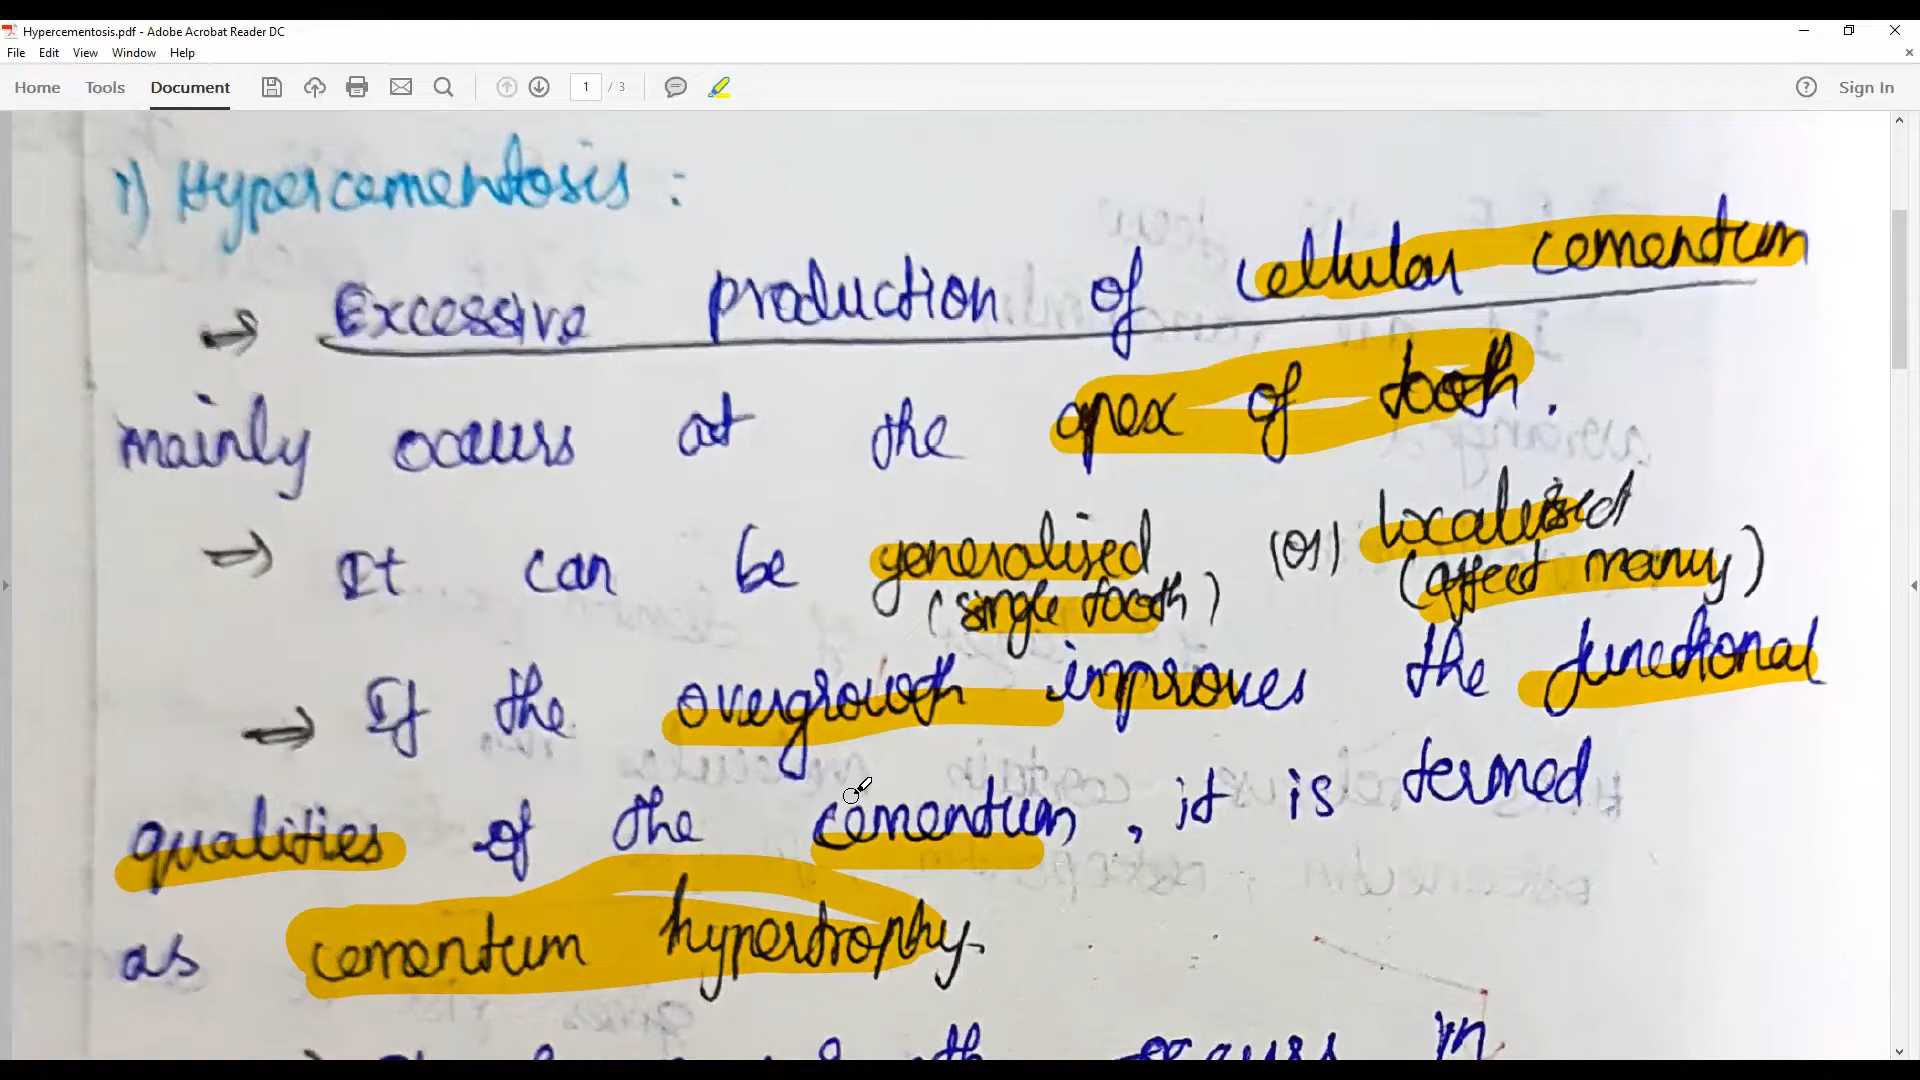 Hypercementosis.pdf - Adobe Acrobat Reader DC
File Edit View Window Help
Home Tools Document 1 / 3 Sign In
1) Hypercementosis :
Excessive production of cellular cementum
mainly occurs at the apex of tooth.
It can be generalised (or) localised
(single tooth) (affect many)
If the overgrowth improves the functional
qualities of the cementum, it is termed
as cementum hypertrophy.
occurs in